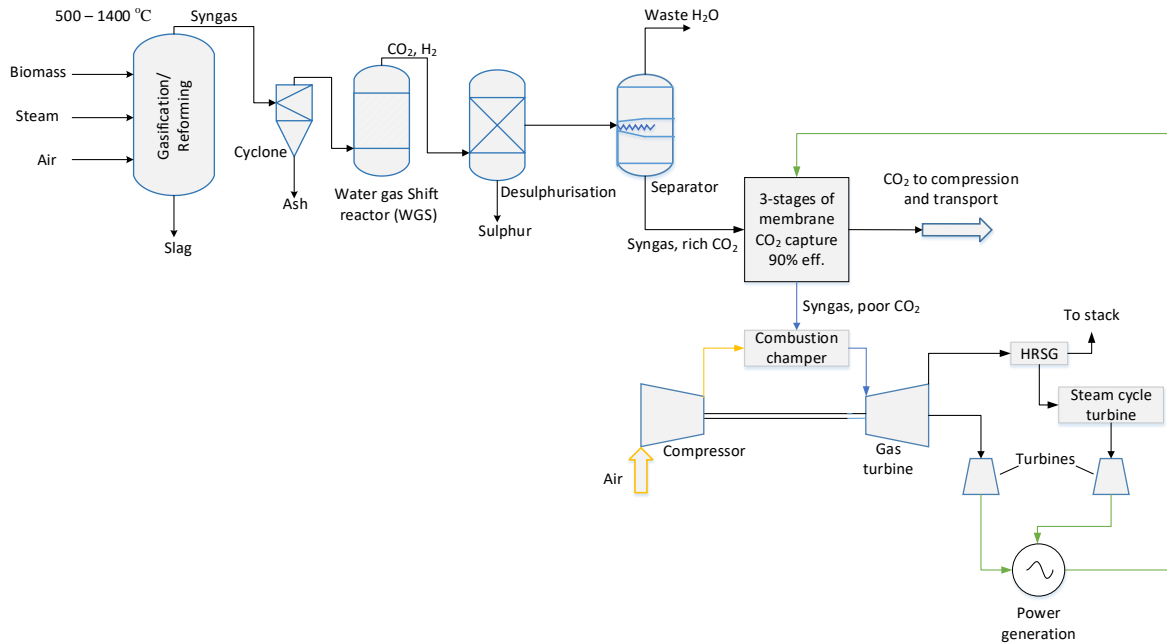 500 – 1400 °C
Syngas
Biomass
Steam
Air
Gasification/
Reforming
Slag
Cyclone
Ash
CO₂, H₂
Water gas Shift
reactor (WGS)
Desulphurisation
Sulphur
Waste H₂O
Separator
Syngas, rich CO₂
3-stages of
membrane
CO₂ capture
90% eff.
CO₂ to compression
and transport
Syngas, poor CO₂
Combustion
champer
Compressor
Air
Gas
turbine
HRSG
To stack
Steam cycle
turbine
Turbines
Power
generation